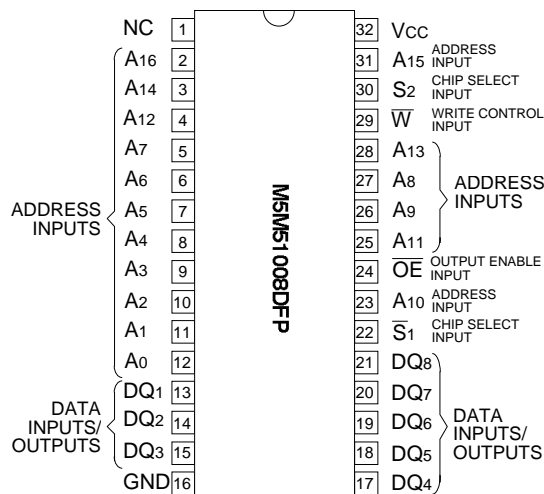 NC 1 32 VCC
A16 2 31 A15 ADDRESS INPUT
A14 3 30 S2 CHIP SELECT INPUT
A12 4 29 W̅ WRITE CONTROL INPUT
A7 5 28 A13
A6 6 27 A8
A5 7 26 A9
A4 8 25 A11
ADDRESS INPUTS
ADDRESS INPUTS
A3 9 24 O̅E̅ OUTPUT ENABLE INPUT
A2 10 23 A10 ADDRESS INPUT
A1 11 22 S̅1 CHIP SELECT INPUT
A0 12 21 DQ8
DQ1 13 20 DQ7
DQ2 14 19 DQ6
DQ3 15 18 DQ5
GND 16 17 DQ4
DATA INPUTS/ OUTPUTS
DATA INPUTS/ OUTPUTS
M5M51008DFP